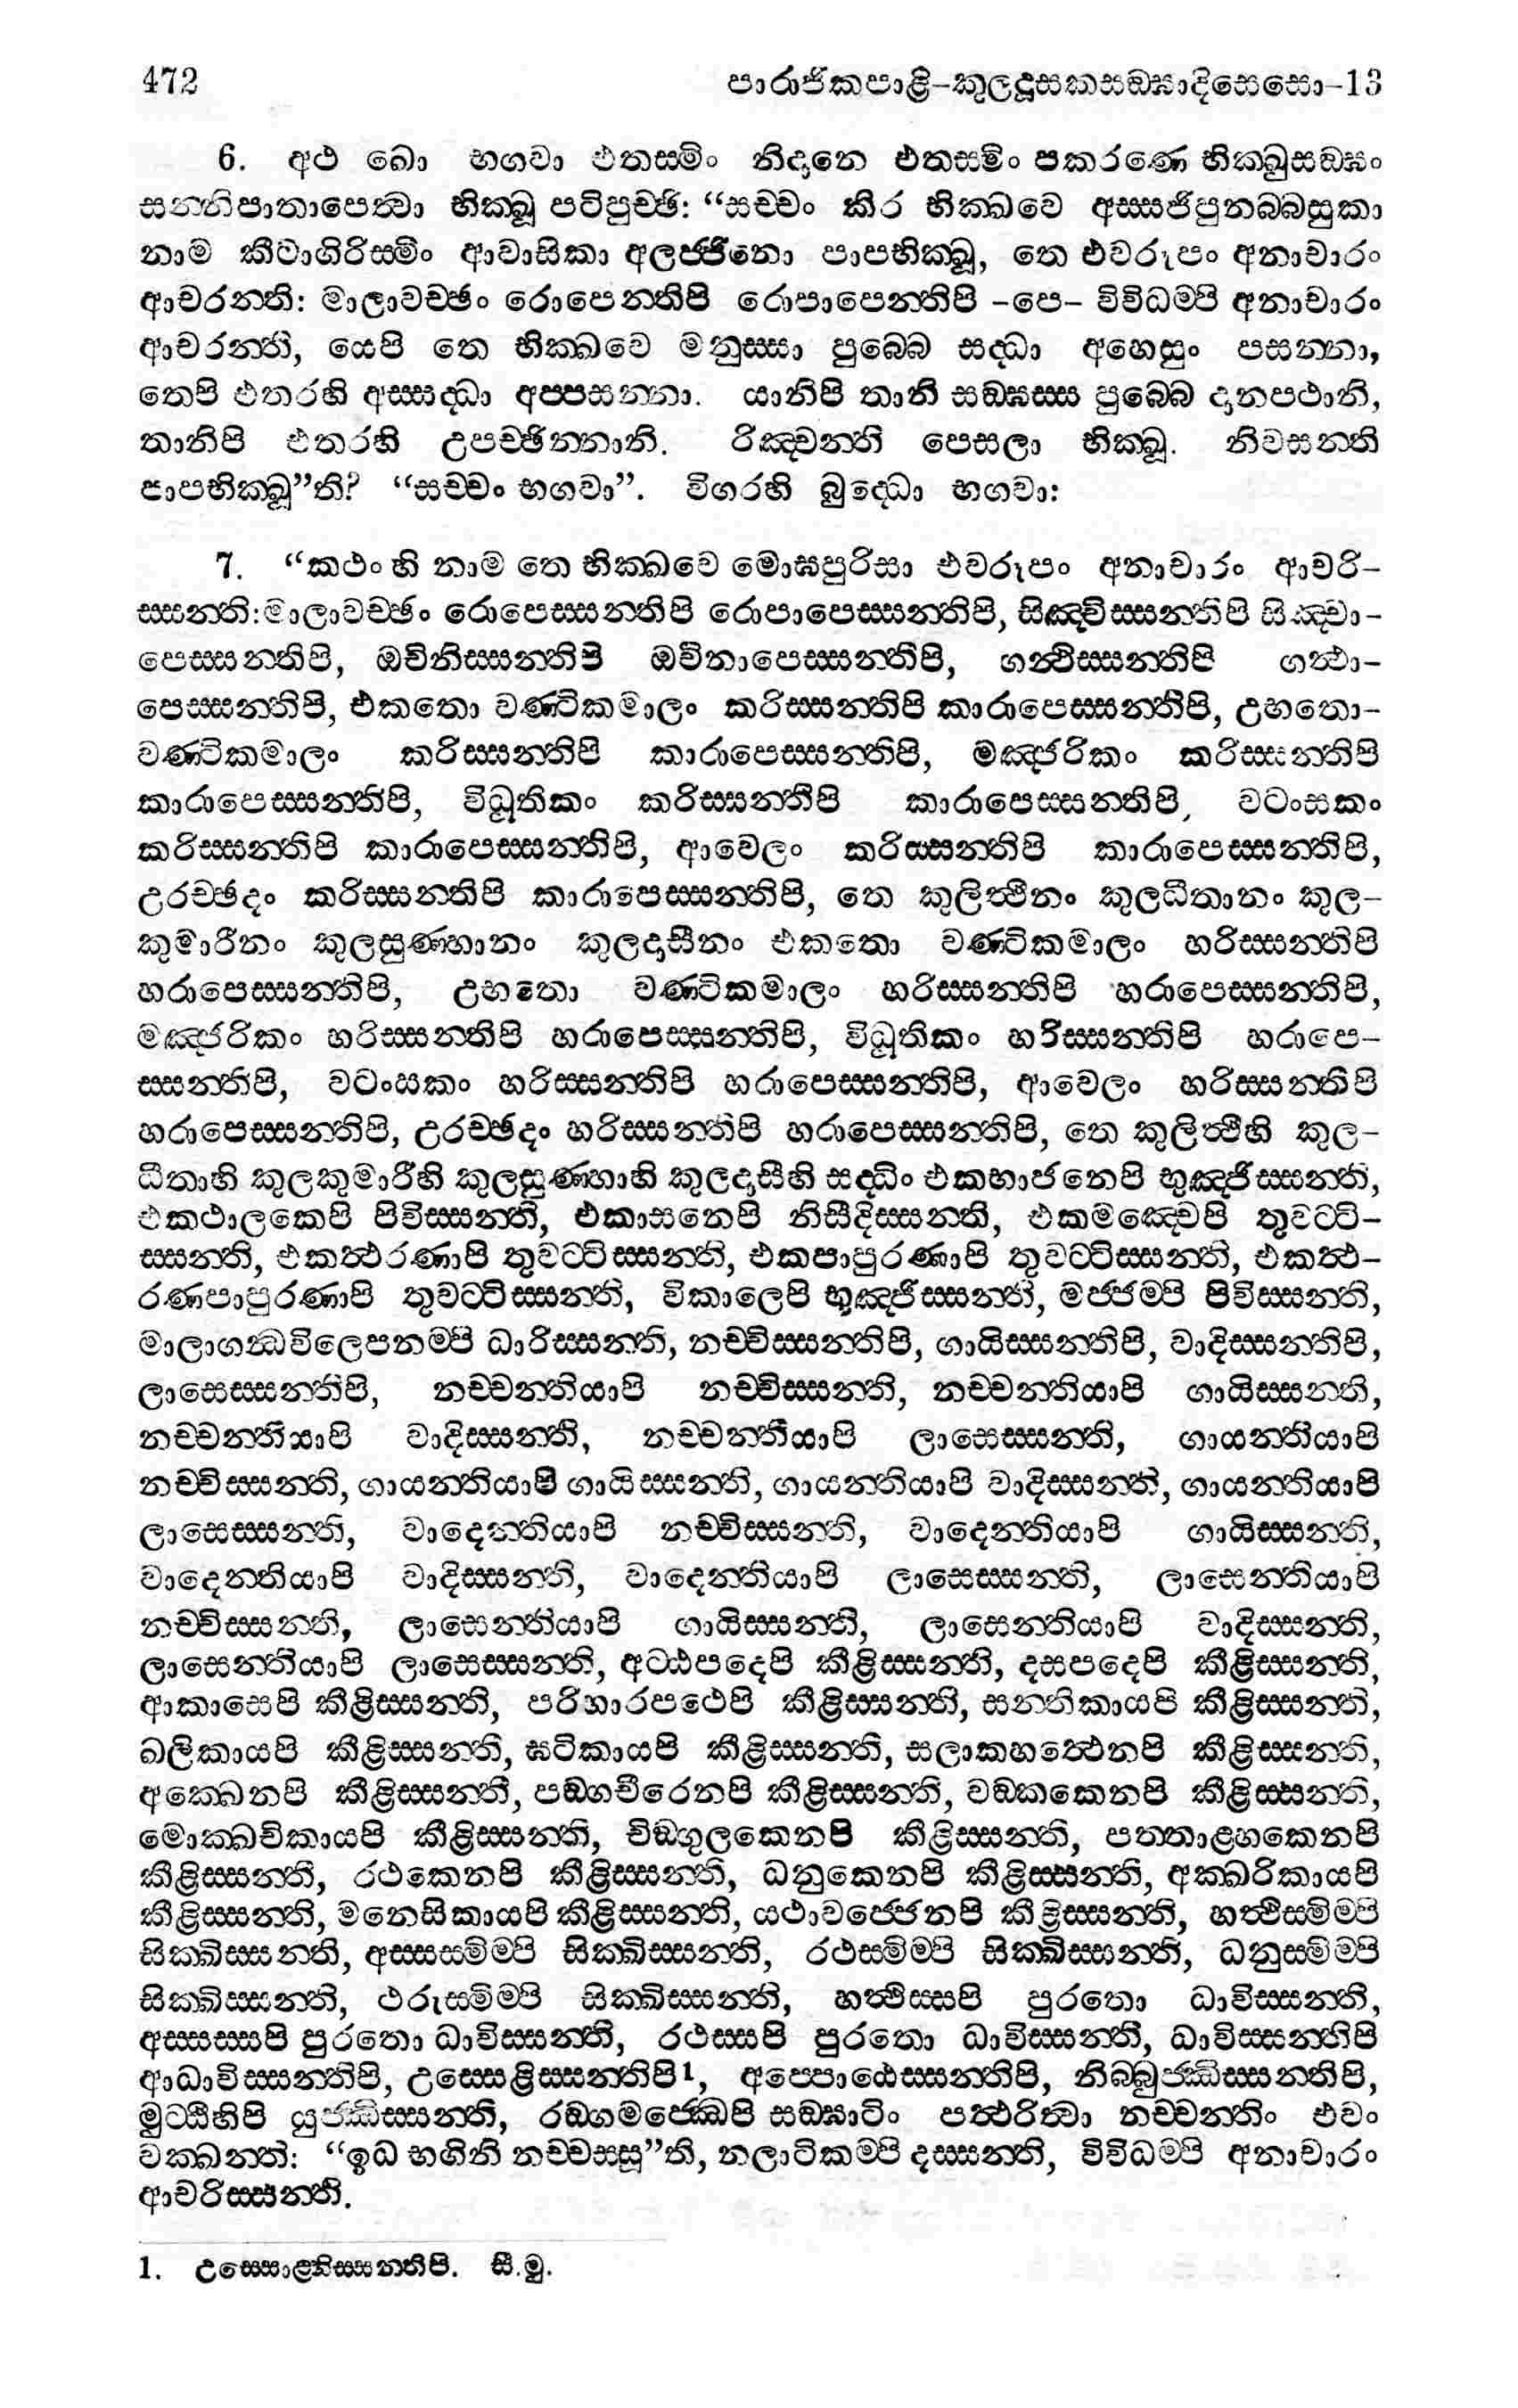 472 පාරාජිකපාළි-කුලදූසකසඞ්ඝාදිසෙසො-13
6. අථ ඛො භගවා එතස්මිං නිදානෙ එතස්මිං පකරණෙ භික්ඛුසඞ්ඝං
සන්නිපාතාපෙත්වා භික්ඛූ පටිපුච්ඡි: “සච්චං කිර භික්ඛවෙ අස්සජිපුනබ්බසුකා
නාම කීටාගිරිස්මිං ආවාසිකා අලජ්ජිනො පාපභික්ඛූ, තෙ එවරූපං අනාචාරං
ආචරන්ති: මාලාවච්ඡං රොපෙන්තිපි රොපාපෙන්තිපි -පෙ- විවිධම්පි අනාචාරං
ආචරන්ති, යෙපි තෙ භික්ඛවෙ මනුස්සා පුබ්බෙ සද්ධා අහෙසුං පසන්නා,
තෙපි එතරහි අස්සද්ධා අප්පසන්නා. යානිපි තානි සඞ්ඝස්ස පුබ්බෙ දානපථානි,
තානිපි එතරහි උපච්ඡින්නානි. රිඤ්චන්ති පෙසලා භික්ඛූ. නිවසන්ති
පාපභික්ඛූ”ති? “සච්චං භගවා”. විගරහි බුද්ධො භගවා:
7. “කථං හි නාම තෙ භික්ඛවෙ මොඝපුරිසා එවරූපං අනාචාරං ආචරි-
ස්සන්ති: මාලාවච්ඡං රොපෙස්සන්තිපි රොපාපෙස්සන්තිපි, සිඤ්චිස්සන්තිපි සිඤ්චා-
පෙස්සන්තිපි, ඔචිනිස්සන්තිපි ඔචිනාපෙස්සන්තිපි, ගන්ථිස්සන්තිපි ගන්ථා-
පෙස්සන්තිපි, එකතො වණ්ටිකමාලං කරිස්සන්තිපි කාරාපෙස්සන්තිපි, උභතො-
වණ්ටිකමාලං කරිස්සන්තිපි කාරාපෙස්සන්තිපි, මඤ්ජරිකං කරිස්සන්තිපි
කාරාපෙස්සන්තිපි, විධූතිකං කරිස්සන්තිපි කාරාපෙස්සන්තිපි, වටංසකං
කරිස්සන්තිපි කාරාපෙස්සන්තිපි, ආවෙලං කරිස්සන්තිපි කාරාපෙස්සන්තිපි,
උරච්ඡදං කරිස්සන්තිපි කාරාපෙස්සන්තිපි, තෙ කුලිත්ථීනං කුලධීතානං කුල-
කුමාරීනං කුලසුණ්හානං කුලදාසීනං එකතො වණ්ටිකමාලං හරිස්සන්තිපි
හරාපෙස්සන්තිපි, උභතො වණ්ටිකමාලං හරිස්සන්තිපි හරාපෙස්සන්තිපි,
මඤ්ජරිකං හරිස්සන්තිපි හරාපෙස්සන්තිපි, විධූතිකං හරිස්සන්තිපි හරාපෙ-
ස්සන්තිපි, වටංසකං හරිස්සන්තිපි හරාපෙස්සන්තිපි, ආවෙලං හරිස්සන්තිපි
හරාපෙස්සන්තිපි, උරච්ඡදං හරිස්සන්තිපි හරාපෙස්සන්තිපි, තෙ කුලිත්ථීහි කුල-
ධීතාහි කුලකුමාරීහි කුලසුණ්හාහි කුලදාසීහි සද්ධිං එකභාජනෙපි භුඤ්ජිස්සන්ති,
එකථාලකෙපි පිවිස්සන්ති, එකාසනෙපි නිසීදිස්සන්ති, එකමඤ්චෙපි තුවට්ටි-
ස්සන්ති, එකත්ථරණාපි තුවට්ටිස්සන්ති, එකපාපුරණාපි තුවට්ටිස්සන්ති, එකත්ථ-
රණපාපුරණාපි තුවට්ටිස්සන්ති, විකාලෙපි භුඤ්ජිස්සන්ති, මජ්ජම්පි පිවිස්සන්ති,
මාලාගන්ධවිලෙපනම්පි ධාරිස්සන්ති, නච්චිස්සන්තිපි, ගායිස්සන්තිපි, වාදිස්සන්තිපි,
ලාසෙස්සන්තිපි, නච්චන්තියාපි නච්චිස්සන්ති, නච්චන්තියාපි ගායිස්සන්ති,
නච්චන්තියාපි වාදිස්සන්ති, නච්චන්තියාපි ලාසෙස්සන්ති, ගායන්තියාපි
නච්චිස්සන්ති, ගායන්තියාපි ගායිස්සන්ති, ගායන්තියාපි වාදිස්සන්ති, ගායන්තියාපි
ලාසෙස්සන්ති, වාදෙන්තියාපි නච්චිස්සන්ති, වාදෙන්තියාපි ගායිස්සන්ති,
වාදෙන්තියාපි වාදිස්සන්ති, වාදෙන්තියාපි ලාසෙස්සන්ති, ලාසෙන්තියාපි
නච්චිස්සන්ති, ලාසෙන්තියාපි ගායිස්සන්ති, ලාසෙන්තියාපි වාදිස්සන්ති,
ලාසෙන්තියාපි ලාසෙස්සන්ති, අට්ඨපදෙපි කීළිස්සන්ති, දසපදෙපි කීළිස්සන්ති,
ආකාසෙපි කීළිස්සන්ති, පරිහාරපථෙපි කීළිස්සන්ති, සන්තිකායපි කීළිස්සන්ති,
ඛලිකායපි කීළිස්සන්ති, ඝටිකායපි කීළිස්සන්ති, සලාකහත්ථෙනපි කීළිස්සන්ති,
අක්ඛෙනපි කීළිස්සන්ති, පඞ්ගචීරෙනපි කීළිස්සන්ති, වඞ්කකෙනපි කීළිස්සන්ති,
මොක්ඛචිකායපි කීළිස්සන්ති, චිඞ්ගුලකෙනපි කීළිස්සන්ති, පත්තාළ්හකෙනපි
කීළිස්සන්ති, රථකෙනපි කීළිස්සන්ති, ධනුකෙනපි කීළිස්සන්ති, අක්ඛරිකායපි
කීළිස්සන්ති, මනෙසිකායපි කීළිස්සන්ති, යථාවජ්ජෙනපි කීළිස්සන්ති, හත්ථිස්මිම්පි
සික්ඛිස්සන්ති, අස්සස්මිම්පි සික්ඛිස්සන්ති, රථස්මිම්පි සික්ඛිස්සන්ති, ධනුස්මිම්පි
සික්ඛිස්සන්ති, ථරුස්මිම්පි සික්ඛිස්සන්ති, හත්ථිස්සපි පුරතො ධාවිස්සන්ති,
අස්සස්සපි පුරතො ධාවිස්සන්ති, රථස්සපි පුරතො ධාවිස්සන්ති, ධාවිස්සන්තිපි
ආධාවිස්සන්තිපි, උස්සෙළිස්සන්තිපි1, අප්පොඨෙස්සන්තිපි, නිබ්බුජ්ඣිස්සන්තිපි,
මුට්ඨීහිපි යුජ්ඣිස්සන්ති, රඞ්ගමජ්ඣෙපි සඞ්ඝාටිං පත්ථරිත්වා නච්චන්තිං එවං
වක්ඛන්ති: “ඉධ භගිනි නච්චස්සූ”ති, නලාටිකම්පි දස්සන්ති, විවිධම්පි අනාචාරං
ආචරිස්සන්ති.
1. උස්සොළ්හිස්සන්තිපි. සී.මු.